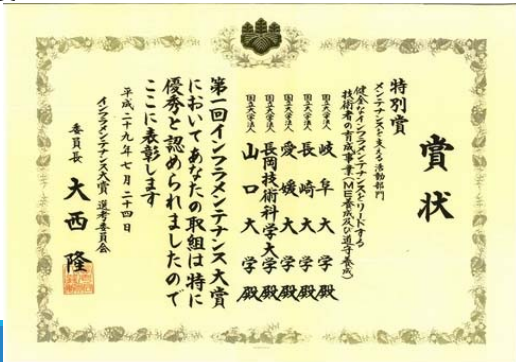 賞状
特別賞
メンテナンスを支える活動部門
健全なインフラメンテナンスをリードする
技術者の育成事業(ME養成及び道守養成)
国立大学法人 岐阜大学殿
国立大学法人 長崎大学殿
国立大学法人 愛媛大学殿
国立大学法人 長岡技術科学大学殿
国立大学法人 山口大学殿
第一回インフラメンテナンス大賞
においてあなたの取組は特に
優秀と認められましたので
ここに表彰します
平成二十九年七月二十四日
インフラメンテナンス大賞 選考委員会
委員長 大西 隆